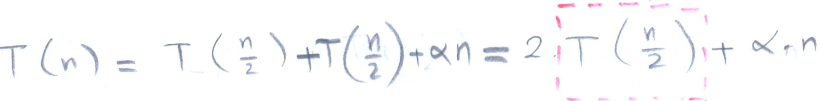 T(n) = T(n/2) + T(n/2) + αn = 2.T(n/2) + α.n